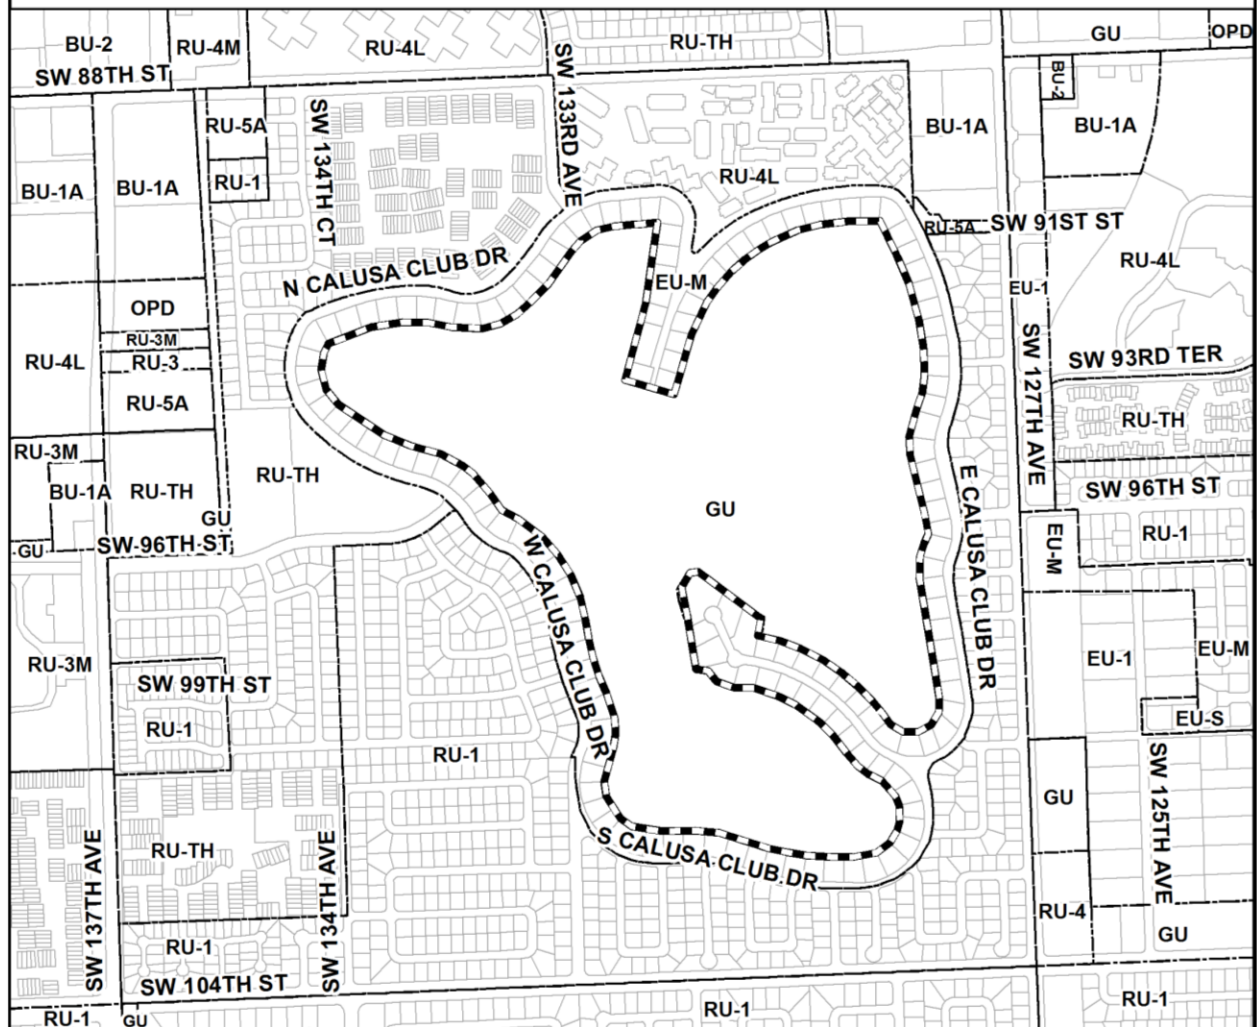 BU-2
RU-4M
RU-4L
RU-TH
GU
OPD
SW 88TH ST
SW 133RD AVE
BU-2
RU-5A
SW 134TH CT
BU-1A
BU-1A
BU-1A
BU-1A
RU-1
RU-4L
RU-5A
SW 91ST ST
N CALUSA CLUB DR
EU-M
EU-1
RU-4L
OPD
RU-3M
RU-4L
RU-3
SW 93RD TER
SW 127TH AVE
RU-5A
RU-TH
RU-3M
RU-TH
BU-1A
RU-TH
SW 96TH ST
GU
GU
E CALUSA CLUB DR
RU-1
EU-M
GU
SW 96TH ST
W CALUSA CLUB DR
RU-3M
EU-1
EU-M
SW 99TH ST
EU-S
RU-1
RU-1
GU
SW 125TH AVE
RU-TH
S CALUSA CLUB DR
SW 137TH AVE
SW 134TH AVE
RU-4
GU
RU-1
SW 104TH ST
RU-1
RU-1
RU-1
GU